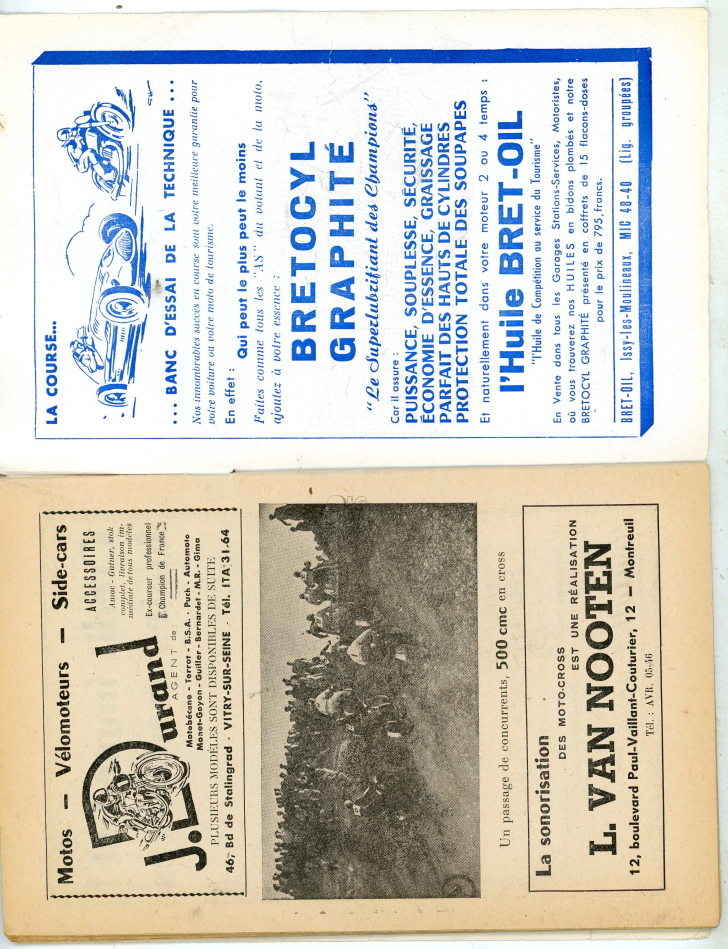 Motos — Vélomoteurs — Side-cars
J. Durand
ACCESSOIRES
Amac - Gurtner, stok
complet, livraison im-
médiate de tous modèles
Ex-coureur professionnel
Champion de France
AGENT de :
Motobécane - Terrot - B.S.A. - Puch - Automoto
Monet-Goyon - Guiller - Bernardet - M.R. - Gima
PLUSIEURS MODÈLES SONT DISPONIBLES DE SUITE
46, Bd de Stalingrad - VITRY-SUR-SEINE - Tél. ITA 31-64
Un passage de concurrents, 500 cmc en cross
La sonorisation
DES MOTO-CROSS
EST UNE RÉALISATION
L. VAN NOOTEN
12, boulevard Paul-Vaillant-Couturier, 12 — Montreuil
Tél. : AVR. 05-46
LA COURSE...
... BANC D'ESSAI DE LA TECHNIQUE ...
Nos innombrables succès en course sont votre meilleure garantie pour
votre voiture ou votre moto de tourisme.
En effet :
Qui peut le plus peut le moins
Faites comme tous les "AS" du volant et de la moto,
ajoutez à votre essence :
BRETOCYL
GRAPHITÉ
"Le Superlubrifiant des Champions"
Car il assure :
PUISSANCE, SOUPLESSE, SÉCURITÉ,
ÉCONOMIE D'ESSENCE, GRAISSAGE
PARFAIT DES HAUTS DE CYLINDRES
PROTECTION TOTALE DES SOUPAPES
Et naturellement dans votre moteur 2 ou 4 temps :
l'Huile BRET-OIL
"l'Huile de Compétition au service du Tourisme"
En Vente dans tous les Garages Stations-Services, Motoristes,
où vous trouverez nos HUILES en bidons plombés et notre
BRETOCYL GRAPHITÉ présenté en coffrets de 15 flacons-doses
pour le prix de 795 francs.
BRET-OIL, Issy-les-Moulineaux, MIC 48-40 (Lig. groupées)